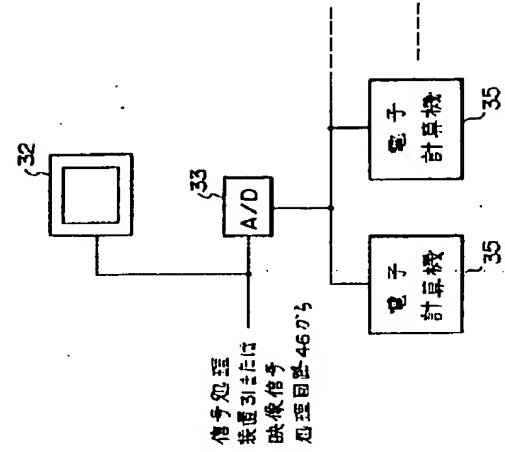 32
33
A/D
信号処理
装置31または
映像信号
処理回路46から
電子
計算機
35
電子
計算機
35